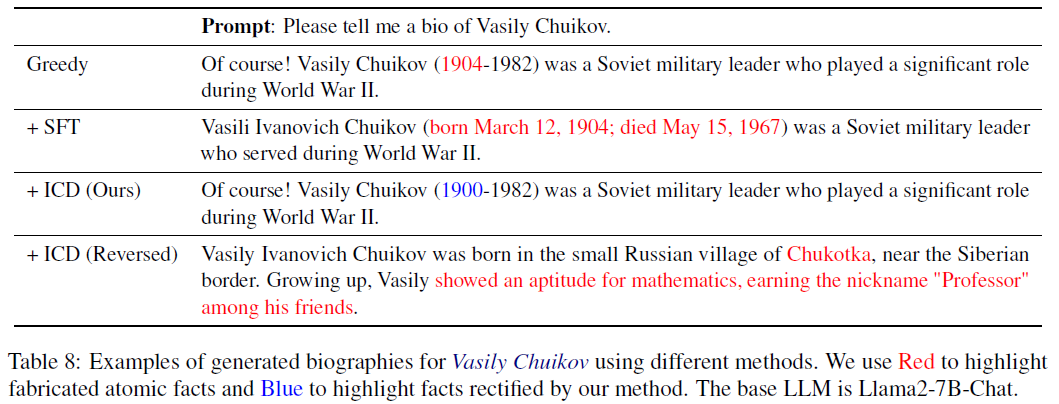 Prompt: Please tell me a bio of Vasily Chuikov.
Greedy Of course! Vasily Chuikov (1904-1982) was a Soviet military leader who played a significant role
during World War II.
+ SFT Vasili Ivanovich Chuikov (born March 12, 1904; died May 15, 1967) was a Soviet military leader
who served during World War II.
+ ICD (Ours) Of course! Vasily Chuikov (1900-1982) was a Soviet military leader who played a significant role
during World War II.
+ ICD (Reversed) Vasily Ivanovich Chuikov was born in the small Russian village of Chukotka, near the Siberian
border. Growing up, Vasily showed an aptitude for mathematics, earning the nickname "Professor"
among his friends.
Table 8: Examples of generated biographies for Vasily Chuikov using different methods. We use Red to highlight
fabricated atomic facts and Blue to highlight facts rectified by our method. The base LLM is Llama2-7B-Chat.